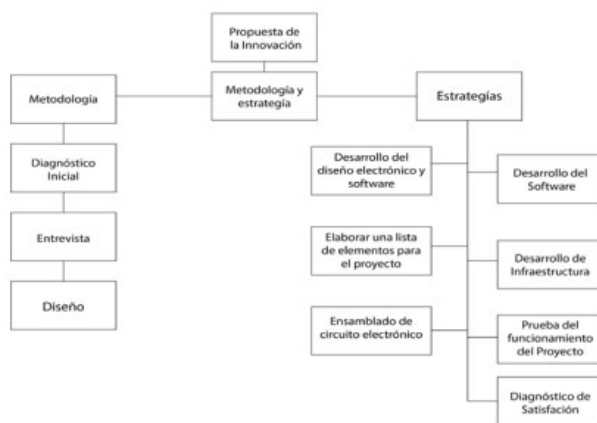 Propuesta de
la Innovación
Metodología
Metodología y
estrategía
Estrategías
Diagnóstico
Inicial
Entrevista
Diseño
Desarrollo del
diseño electrónico y
software
Desarrollo del
Software
Elaborar una lista
de elementos para
el proyecto
Desarrollo de
Infraestructura
Ensamblado de
circuito electrónico
Prueba del
funcionamiento
del Proyecto
Diagnóstico de
Satisfacción